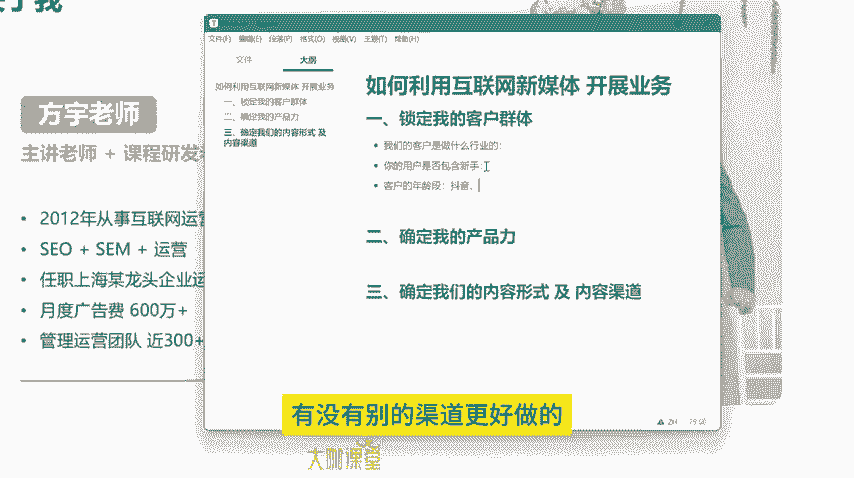 于我
方宇老师
主讲老师 + 课程研发
• 2012年从事互联网运营
• SEO + SEM + 运营
• 任职上海某龙头企业运
• 月度广告费 600万+
• 管理运营团队 近300+
T
文件(F) 编辑(E) 段落(P) 格式(O) 视图(V) 主题(T) 帮助(H)
文件 大纲
如何利用互联网新媒体 开展业务
一、锁定我的客户群体
二、确定我的产品力
三、确定我们的内容形式 及
内容渠道
如何利用互联网新媒体 开展业务
一、锁定我的客户群体
• 我们的客户是做什么行业的:
• 你的用户是否包含新手:
• 客户的年龄段：抖音、
二、确定我的产品力
三、确定我们的内容形式 及 内容渠道
有没有别的渠道更好做的
大咖课堂